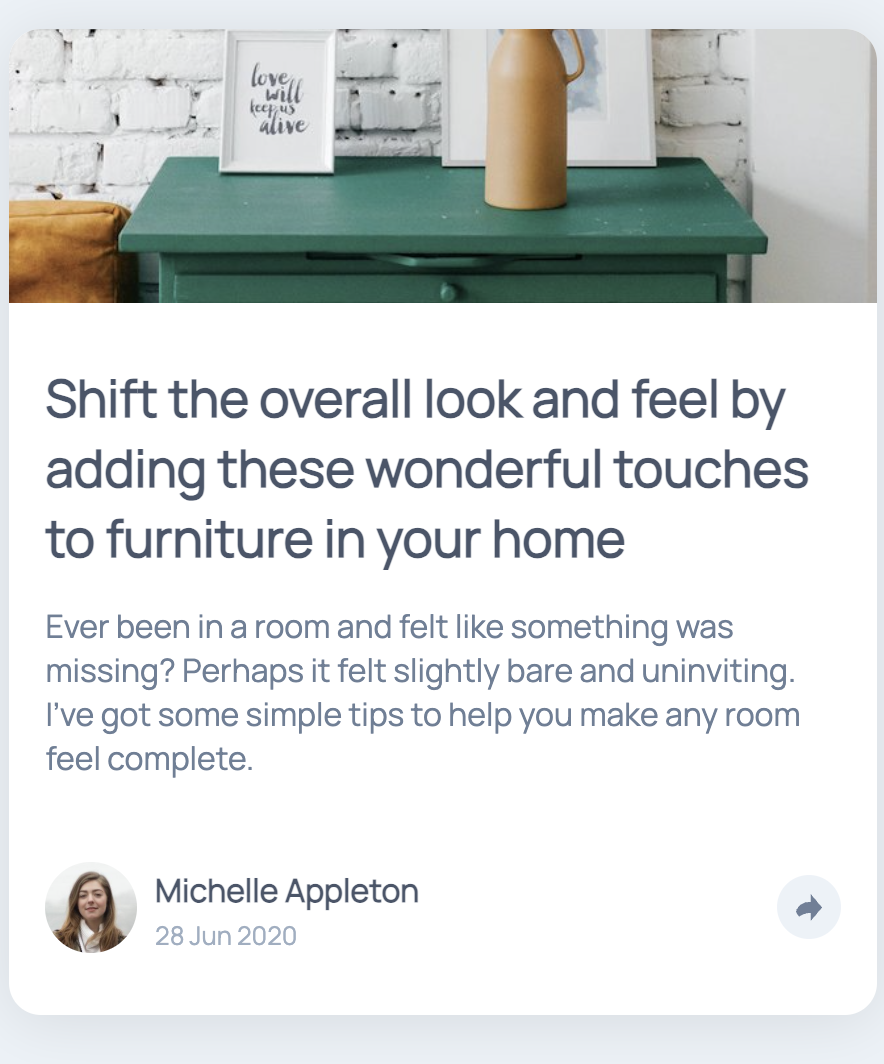 love
will
keep us
alive
Shift the overall look and feel by
adding these wonderful touches
to furniture in your home
Ever been in a room and felt like something was
missing? Perhaps it felt slightly bare and uninviting.
I’ve got some simple tips to help you make any room
feel complete.
Michelle Appleton
28 Jun 2020